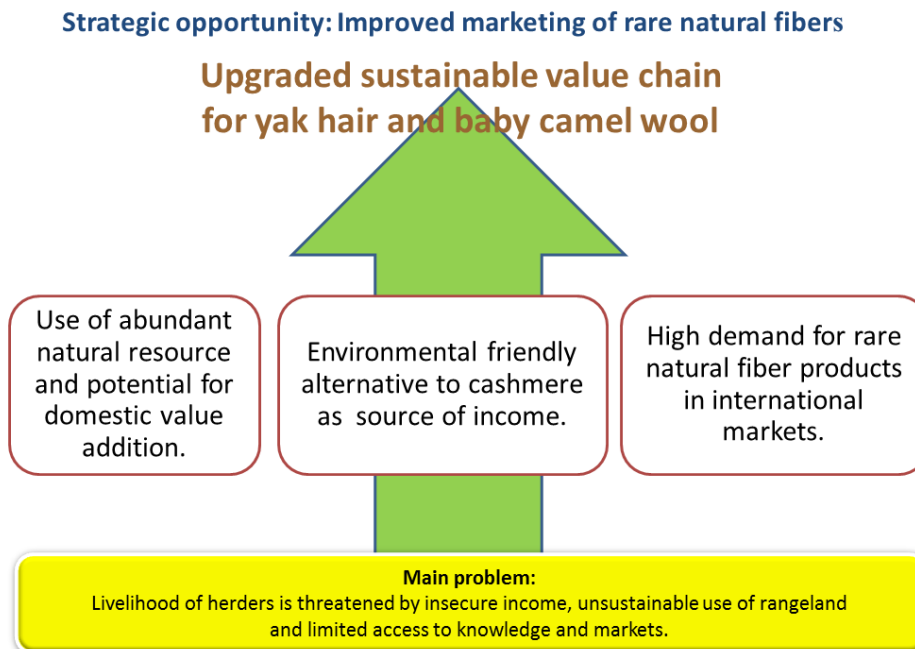 Strategic opportunity: Improved marketing of rare natural fibers
Upgraded sustainable value chain
for yak hair and baby camel wool
Use of abundant
natural resource
and potential for
domestic value
addition.
Environmental friendly
alternative to cashmere
as source of income.
High demand for rare
natural fiber products
in international
markets.
Main problem:
Livelihood of herders is threatened by insecure income, unsustainable use of rangeland
and limited access to knowledge and markets.